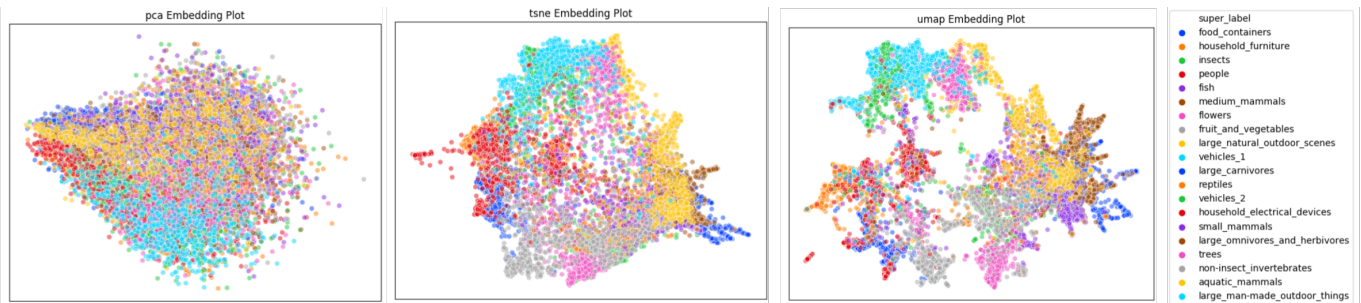 pca Embedding Plot
tsne Embedding Plot
umap Embedding Plot
super_label
food_containers
household_furniture
insects
people
fish
medium_mammals
flowers
fruit_and_vegetables
large_natural_outdoor_scenes
vehicles_1
large_carnivores
reptiles
vehicles_2
household_electrical_devices
small_mammals
large_omnivores_and_herbivores
trees
non-insect_invertebrates
aquatic_mammals
large_man-made_outdoor_things